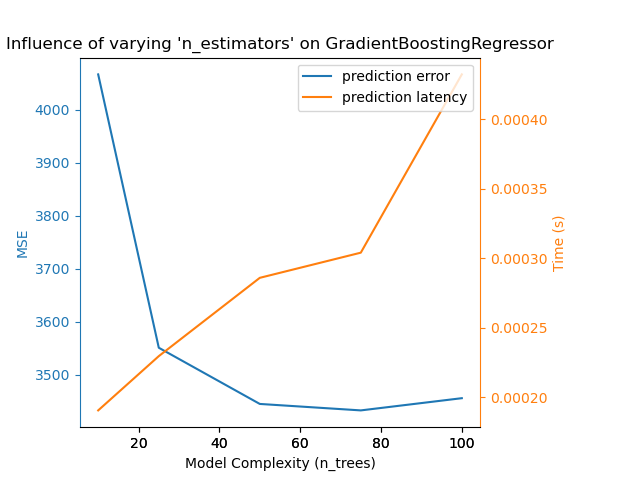 Influence of varying 'n_estimators' on GradientBoostingRegressor
prediction error
prediction latency
4000
3900
3800
3700
3600
3500
MSE
0.00040
0.00035
0.00030
0.00025
0.00020
Time (s)
20
40
60
80
100
Model Complexity (n_trees)